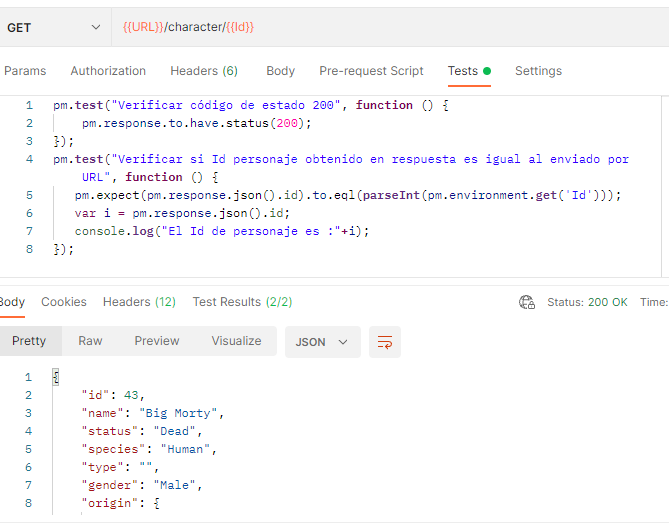 GET {{URL}}/character/{{Id}}
Params Authorization Headers (6) Body Pre-request Script Tests Settings
1 pm.test("Verificar código de estado 200", function () {
2 pm.response.to.have.status(200);
3 });
4 pm.test("Verificar si Id personaje obtenido en respuesta es igual al enviado por
URL", function () {
5 pm.expect(pm.response.json().id).to.eql(parseInt(pm.environment.get('Id')));
6 var i = pm.response.json().id;
7 console.log("El Id de personaje es :"+i);
8 });
Body Cookies Headers (12) Test Results (2/2) Status: 200 OK Time:
Pretty Raw Preview Visualize JSON
1 {
2 "id": 43,
3 "name": "Big Morty",
4 "status": "Dead",
5 "species": "Human",
6 "type": "",
7 "gender": "Male",
8 "origin": {